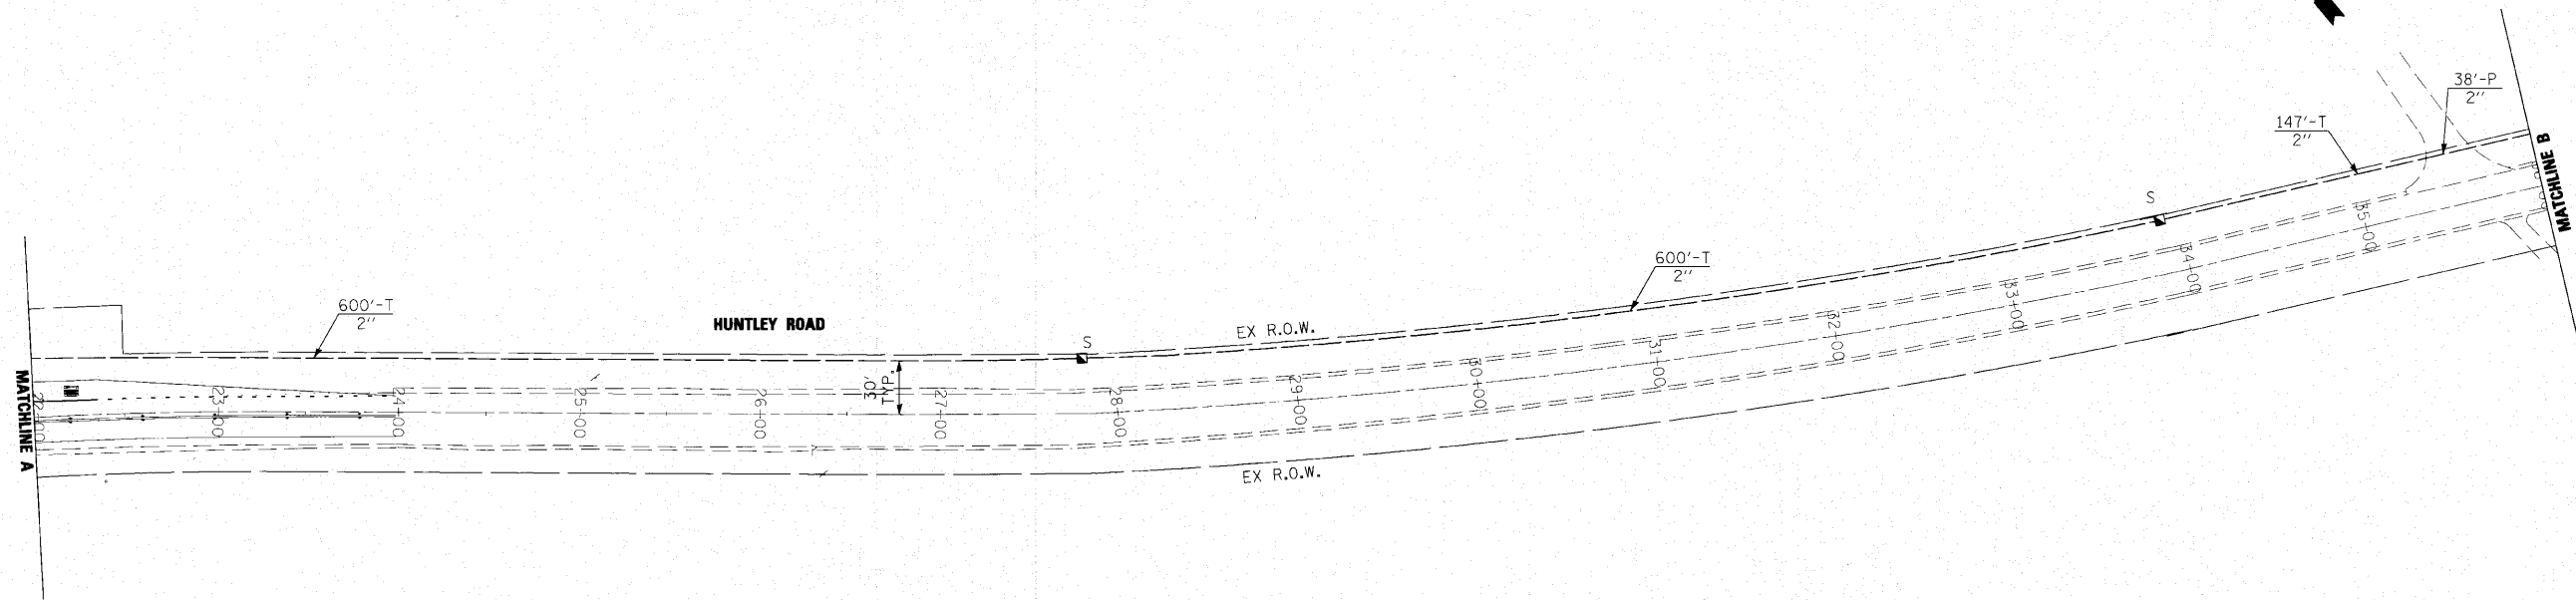 38'-P
2''
147'-T
2''
MATCHLINE B
S
35+00
34+00
600'-T
2''
33+00
600'-T
2''
HUNTLEY ROAD
EX R.O.W.
32+00
S
31+00
30'
TYP.
30+00
29+00
MATCHLINE A
22+00
23+00
24+00
25+00
26+00
27+00
28+00
EX R.O.W.